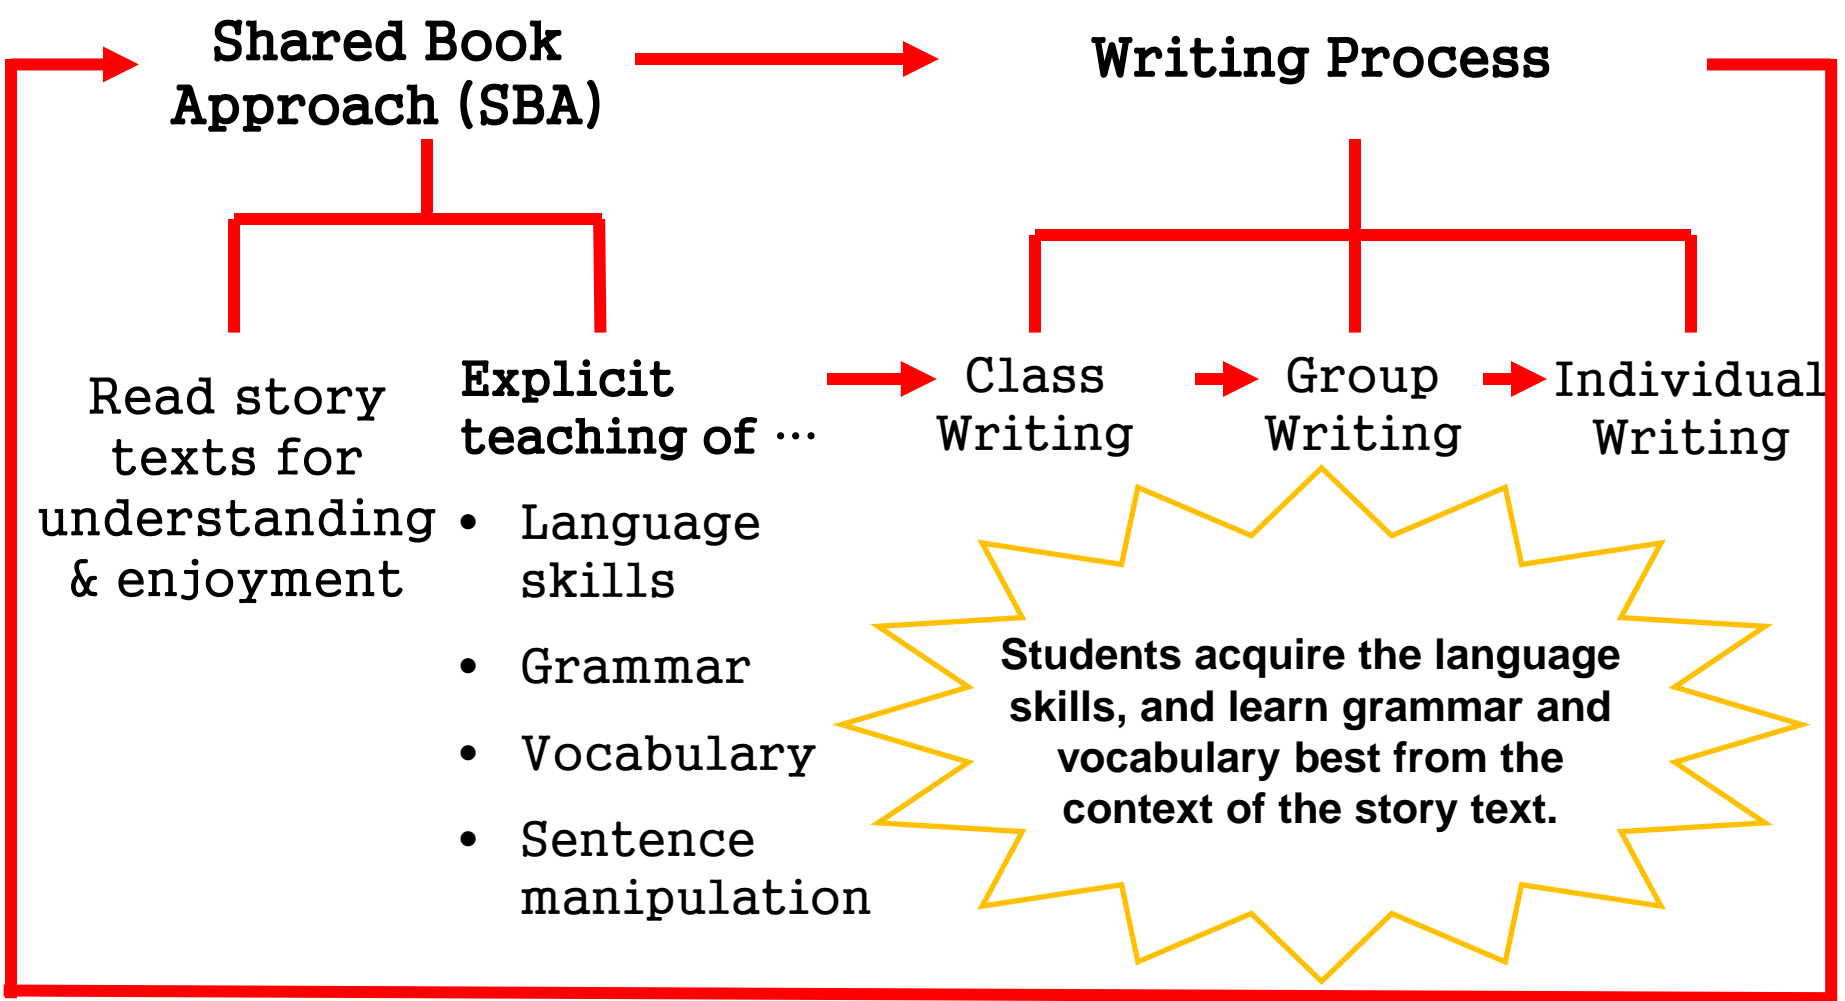 Shared Book
Approach (SBA)
Writing Process
Read story
texts for
understanding
& enjoyment
Explicit
teaching of ⋯
• Language
skills
• Grammar
• Vocabulary
• Sentence
manipulation
Class
Writing
Group
Writing
Individual
Writing
Students acquire the language
skills, and learn grammar and
vocabulary best from the
context of the story text.